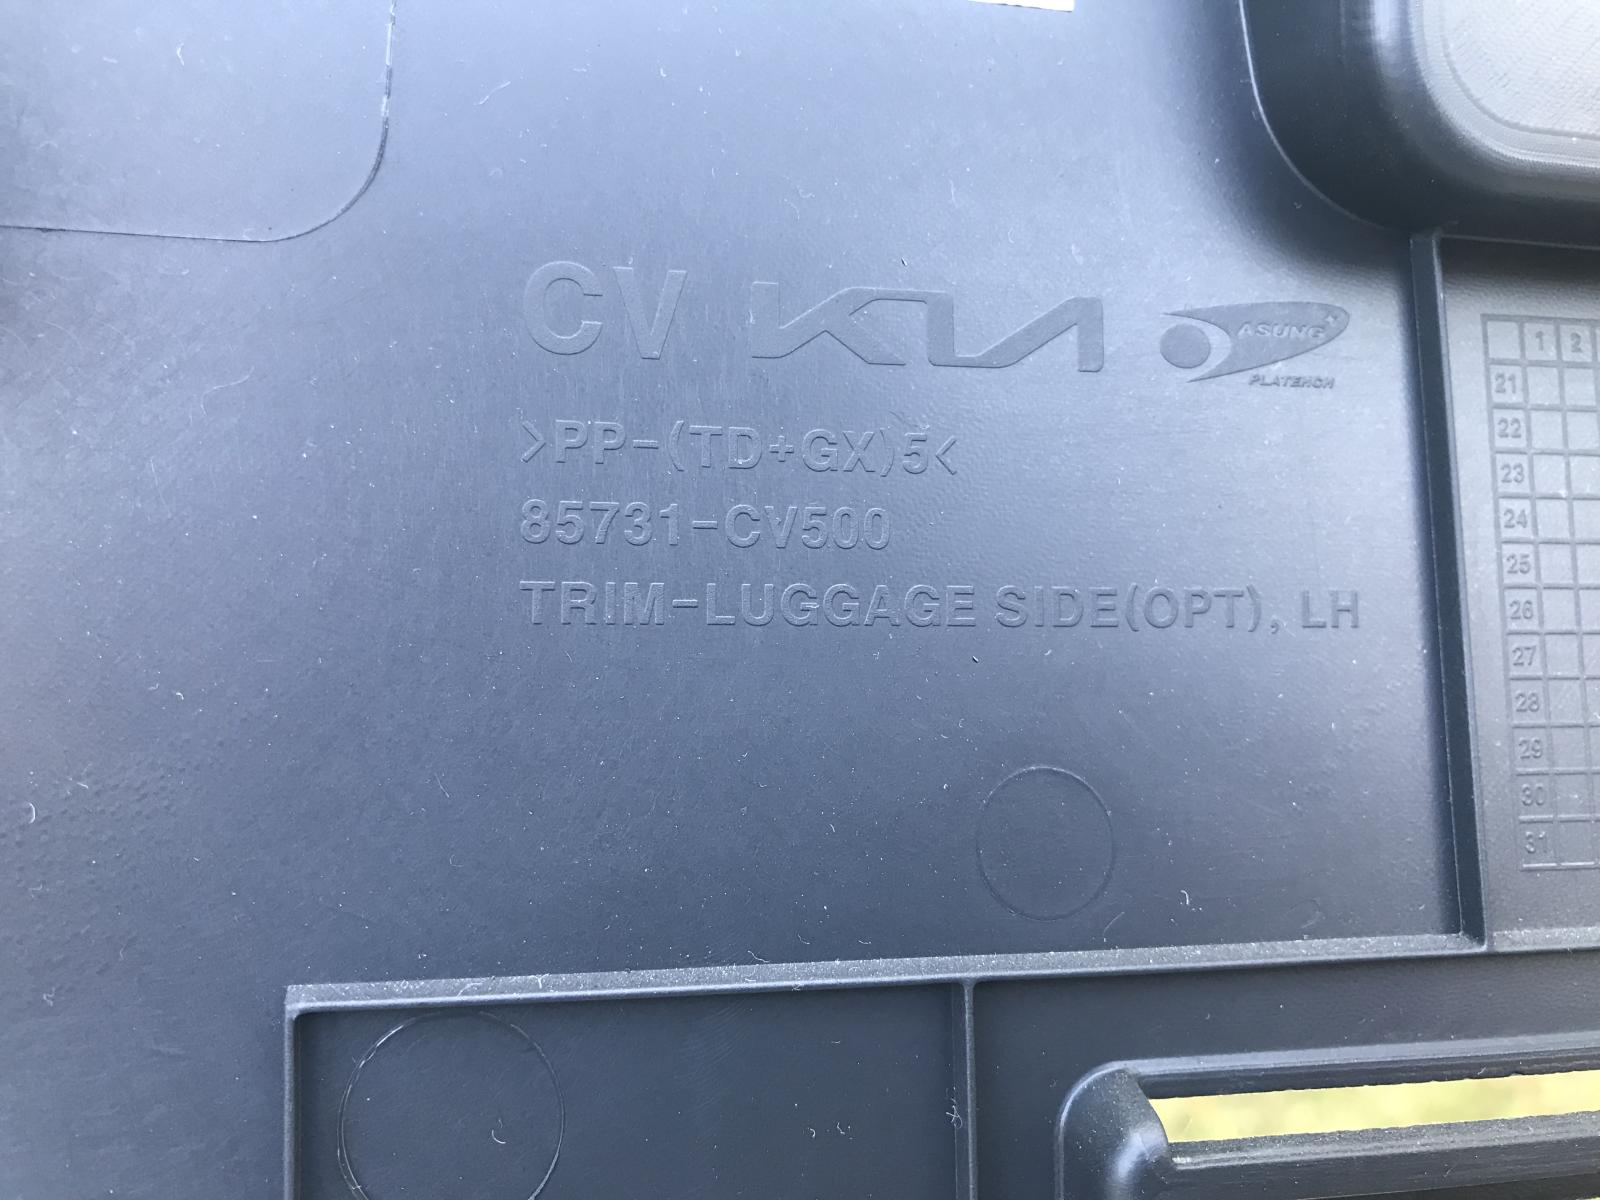 CV KIA ASUNG
PLATEHCM
>PP-(TD+GX)5<
85731-CV500
TRIM-LUGGAGE SIDE(OPT), LH
1 2
21
22
23
24
25
26
27
28
29
30
31